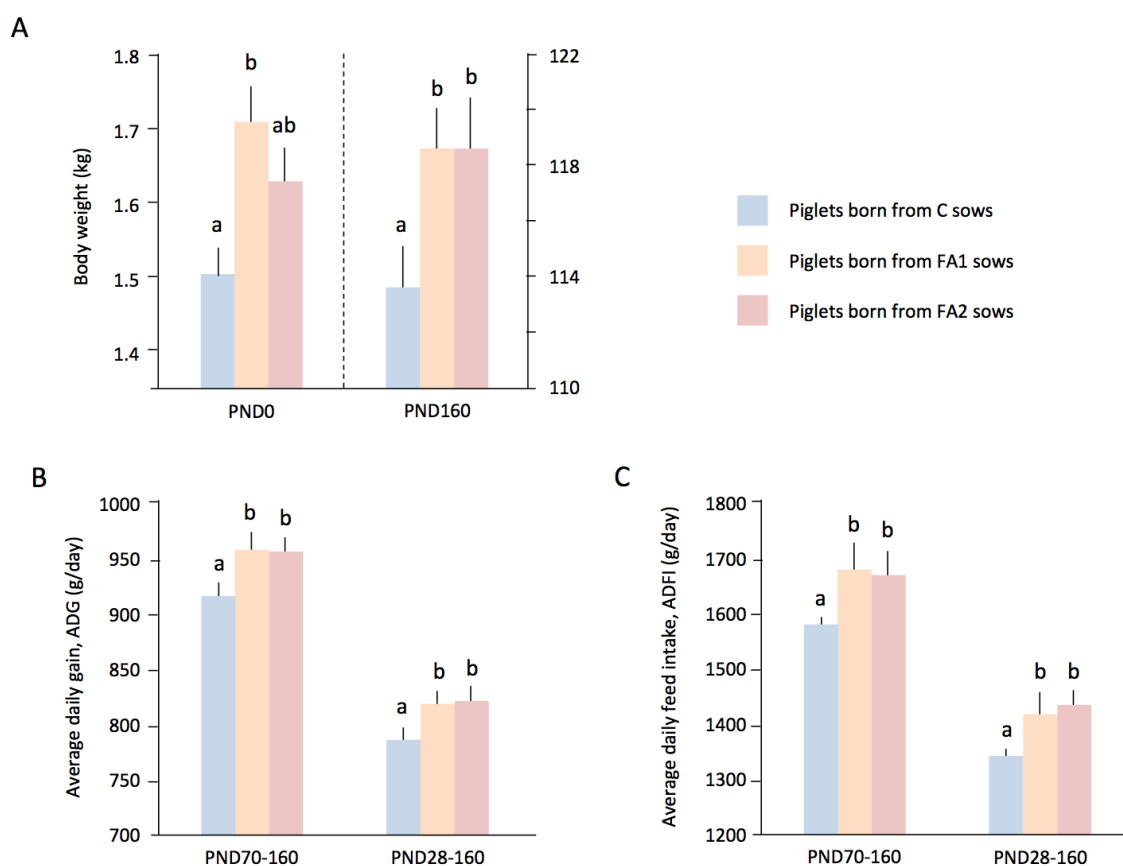 A
Body weight (kg)
1.8
1.7
1.6
1.5
1.4
b
ab
a
b
b
a
122
118
114
110
PND0
PND160
Piglets born from C sows
Piglets born from FA1 sows
Piglets born from FA2 sows
B
Average daily gain, ADG (g/day)
1000
950
900
850
800
750
700
a
b
b
a
b
b
PND70-160
PND28-160
C
Average daily feed intake, ADFI (g/day)
1800
1700
1600
1500
1400
1300
1200
a
b
b
a
b
b
PND70-160
PND28-160